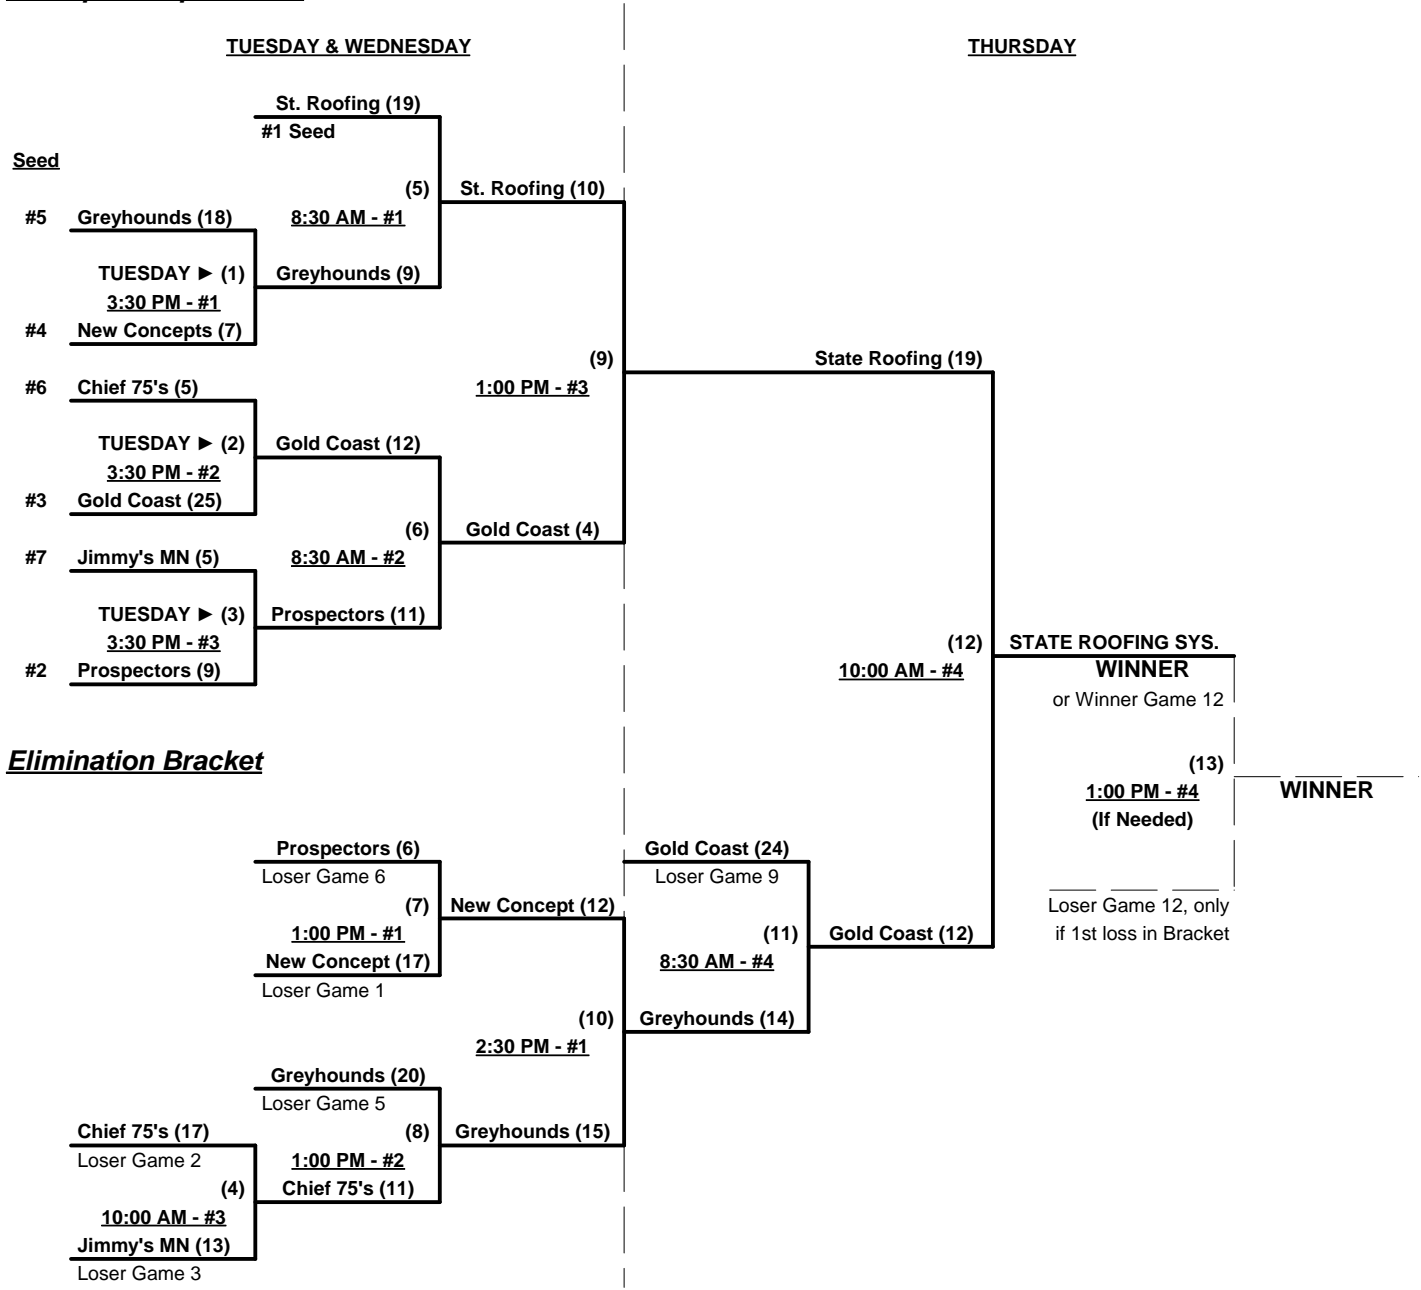 TUESDAY & WEDNESDAY
THURSDAY
St. Roofing (19)
#1 Seed
Seed
(5)
St. Roofing (10)
8:30 AM - #1
#5
Greyhounds (18)
TUESDAY ► (1)
Greyhounds (9)
3:30 PM - #1
#4
New Concepts (7)
(9)
State Roofing (19)
1:00 PM - #3
#6
Chief 75's (5)
TUESDAY ► (2)
Gold Coast (12)
3:30 PM - #2
#3
Gold Coast (25)
(6)
Gold Coast (4)
8:30 AM - #2
#7
Jimmy's MN (5)
TUESDAY ► (3)
Prospectors (11)
3:30 PM - #3
#2
Prospectors (9)
(12)
STATE ROOFING SYS.
10:00 AM - #4
WINNER
or Winner Game 12
Elimination Bracket
(13)
1:00 PM - #4
WINNER
(If Needed)
Prospectors (6)
Gold Coast (24)
Loser Game 6
Loser Game 9
(7)
New Concept (12)
Loser Game 12, only
1:00 PM - #1
(11)
Gold Coast (12)
if 1st loss in Bracket
New Concept (17)
8:30 AM - #4
Loser Game 1
(10)
Greyhounds (14)
2:30 PM - #1
Greyhounds (20)
Loser Game 5
Chief 75's (17)
(8)
Greyhounds (15)
Loser Game 2
1:00 PM - #2
(4)
Chief 75's (11)
10:00 AM - #3
Jimmy's MN (13)
Loser Game 3